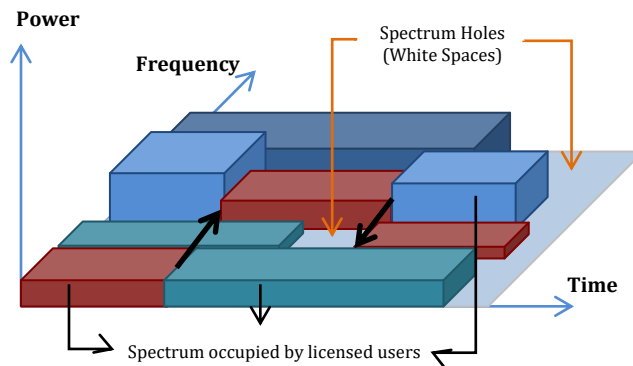 Power
Spectrum Holes
(White Spaces)
Frequency
Time
Spectrum occupied by licensed users